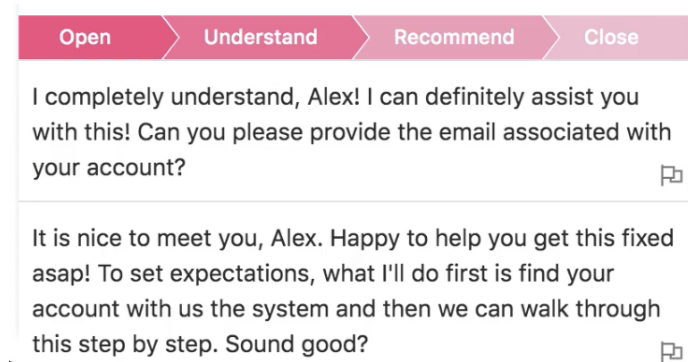 Open Understand Recommend Close
I completely understand, Alex! I can definitely assist you
with this! Can you please provide the email associated with
your account?
It is nice to meet you, Alex. Happy to help you get this fixed
asap! To set expectations, what I'll do first is find your
account with us the system and then we can walk through
this step by step. Sound good?